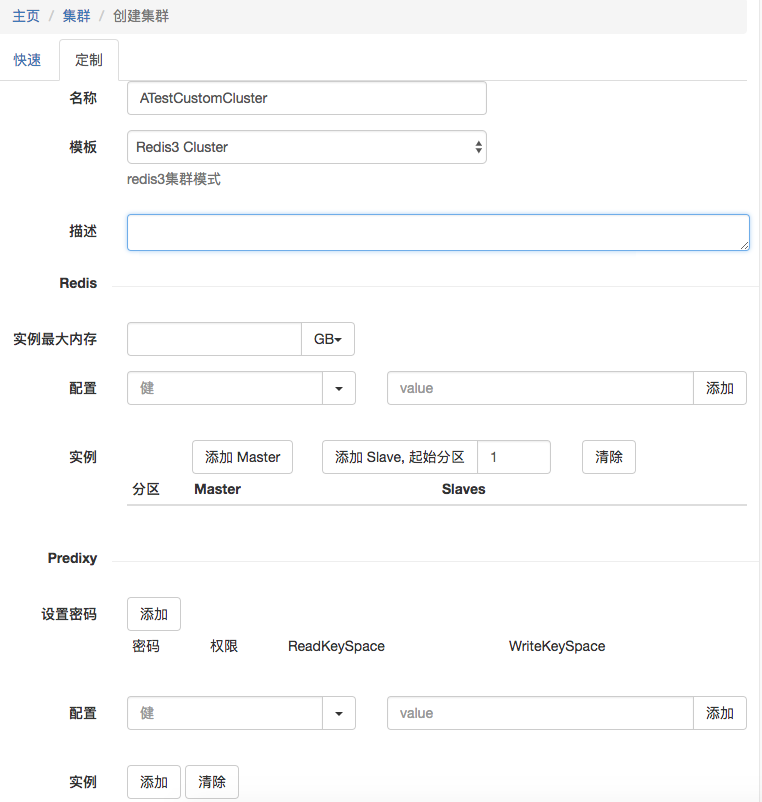 主页 / 集群 / 创建集群
快速 定制
名称 ATestCustomCluster
模板 Redis3 Cluster
redis3集群模式
描述
Redis
实例最大内存 GB
配置 健 value 添加
实例 添加 Master 添加 Slave, 起始分区 1 清除
分区 Master Slaves
Predixy
设置密码 添加
密码 权限 ReadKeySpace WriteKeySpace
配置 健 value 添加
实例 添加 清除